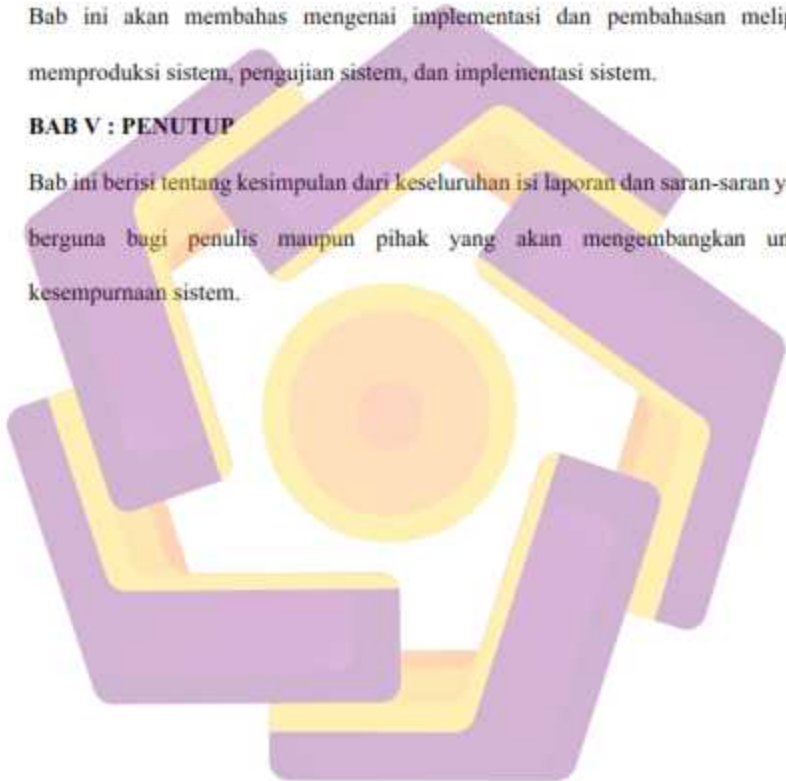 Bab ini akan membahas mengenai implementasi dan pembahasan
memproduksi sistem, pengujian sistem, dan implementasi sistem.
BAB V : PENUTUP
Bab ini berisi tentang kesimpulan dari keseluruhan isi laporan dan saran-saran
berguna bagi penulis maupun pihak yang akan mengembangkan
kesempurnaan sistem.